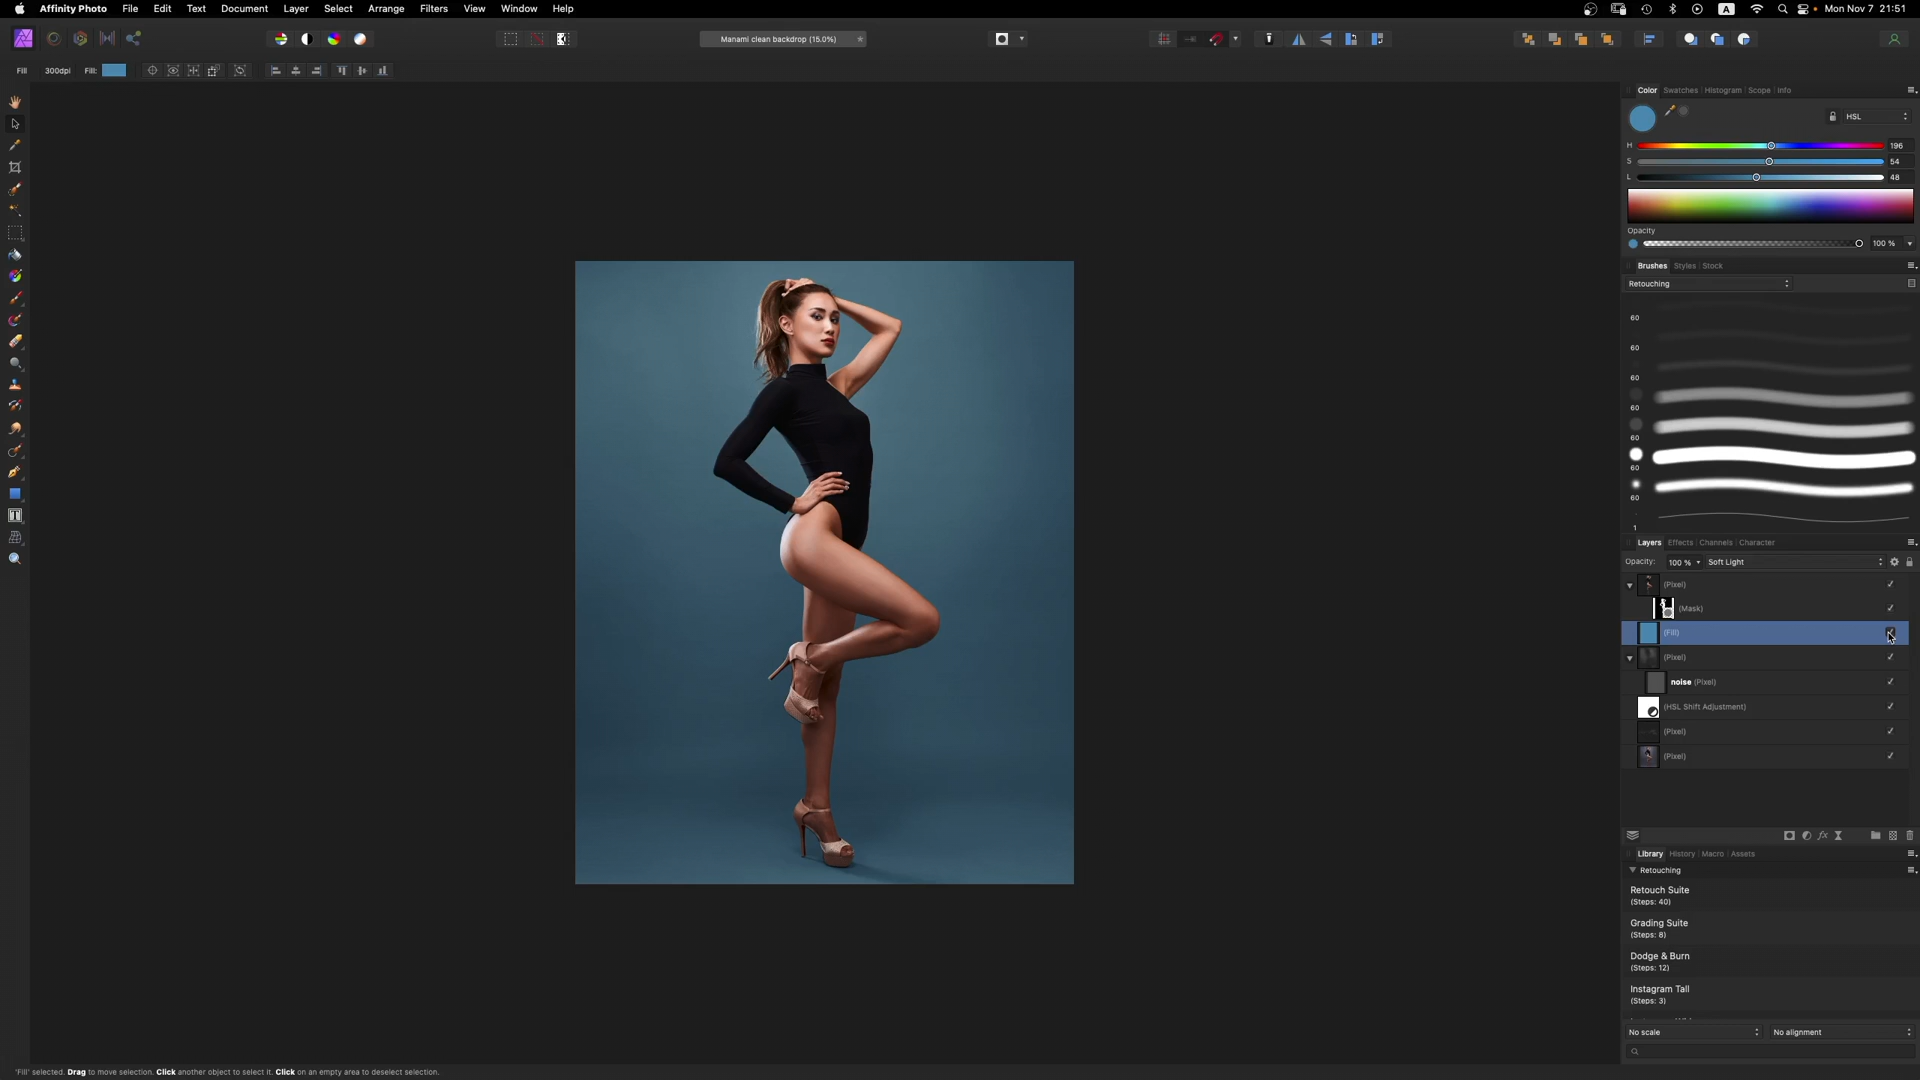 Affinity Photo File Edit Text Document Layer Select Arrange Filters View Window Help A Mon Nov 7 21:51
Manami clean backdrop (15.0%)
Fill 300dpi Fill:
Color Swatches Histogram Scope Info
HSL
H 196
S 54
L 48
Opacity
100 %
Brushes Styles Stock
Retouching
60
60
60
60
60
60
60
1
Layers Effects Channels Character
Opacity: 100 % Soft Light
(Pixel)
(Mask)
(Fill)
(Pixel)
noise (Pixel)
(HSL Shift Adjustment)
(Pixel)
(Pixel)
fx
Library History Macro Assets
Retouching
Retouch Suite
(Steps: 40)
Grading Suite
(Steps: 8)
Dodge & Burn
(Steps: 12)
Instagram Tall
(Steps: 3)
No scale No alignment
'Fill' selected. Drag to move selection. Click another object to select it. Click on an empty area to deselect selection.